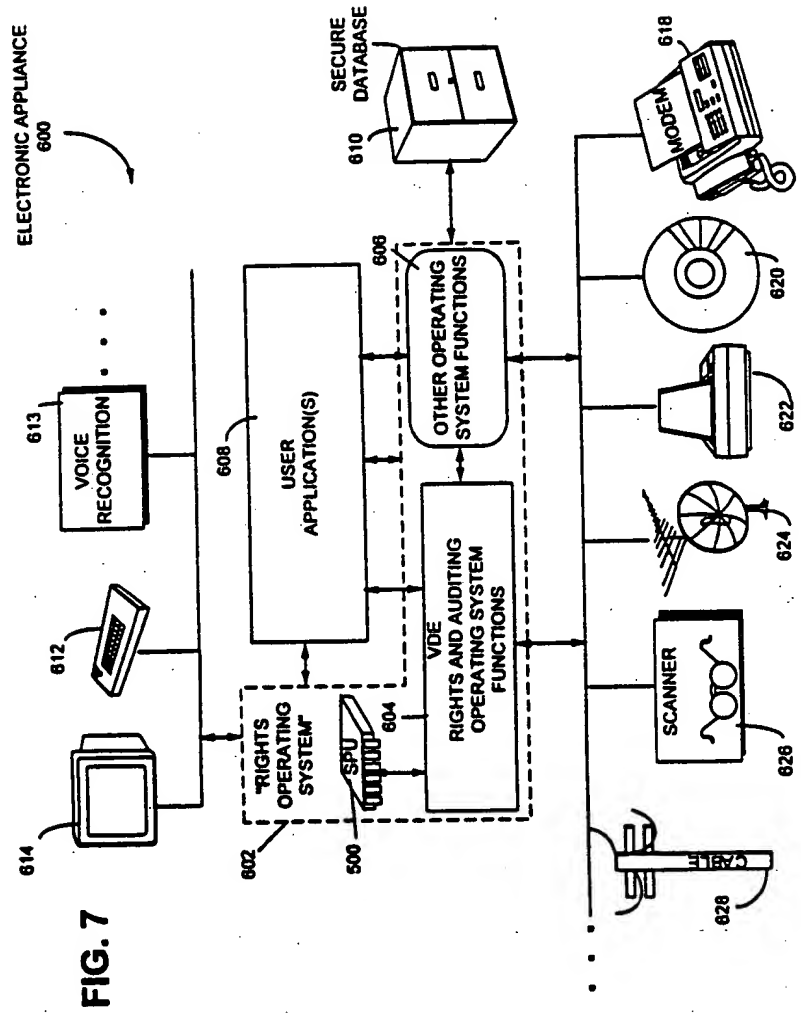 FIG. 7
ELECTRONIC APPLIANCE
600
614
612
613
VOICE
RECOGNITION
602
"RIGHTS
OPERATING
SYSTEM"
608
USER
APPLICATION(S)
SPU
500
604
VDE
RIGHTS AND AUDITING
OPERATING SYSTEM
FUNCTIONS
606
OTHER OPERATING
SYSTEM FUNCTIONS
610
SECURE
DATABASE
CABLE
628
SCANNER
626
624
622
620
MODEM
618